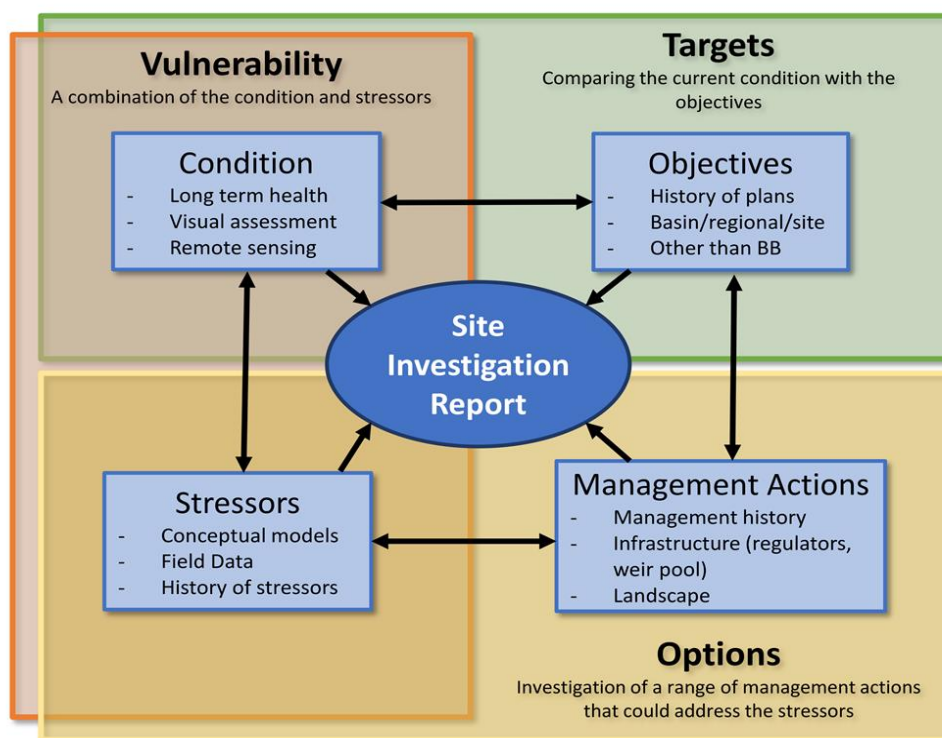 Vulnerability
A combination of the condition and stressors
Targets
Comparing the current condition with the
objectives
Condition
- Long term health
- Visual assessment
- Remote sensing
Objectives
- History of plans
- Basin/regional/site
- Other than BB
Site
Investigation
Report
Stressors
- Conceptual models
- Field Data
- History of stressors
Management Actions
- Management history
- Infrastructure (regulators,
weir pool)
- Landscape
Options
Investigation of a range of management actions
that could address the stressors